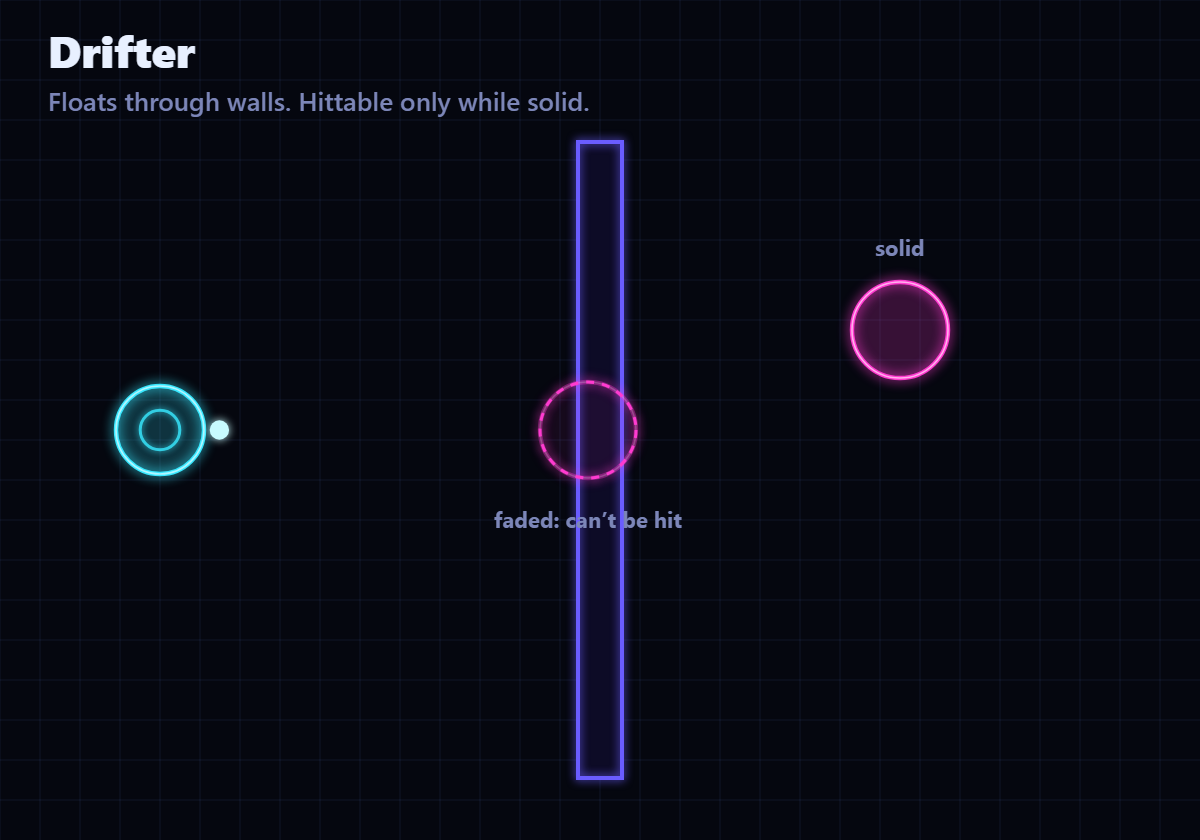 Drifter
Floats through walls. Hittable only while solid.
solid
faded: can’t be hit